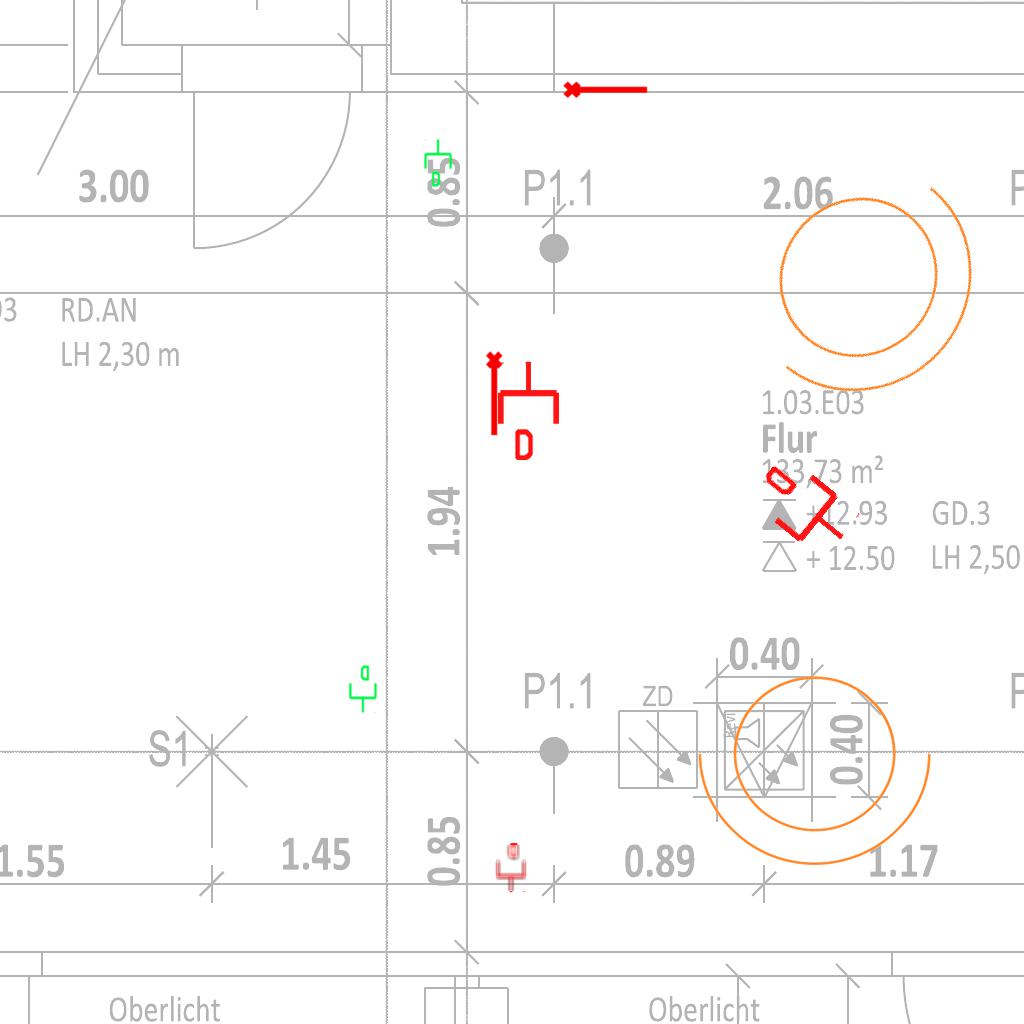 3.00
0.85
P1.1
2.06
P
D
03
RD.AN
LH 2,30 m
1.03.E03
Flur
133,73 m²
+12.93
GD.3
+ 12.50
LH 2,50
D
D
1.94
0.40
D
P1.1
ZD
P
S1
Revi
0.40
0.85
1.55
1.45
D
0.89
1.17
Oberlicht
Oberlicht